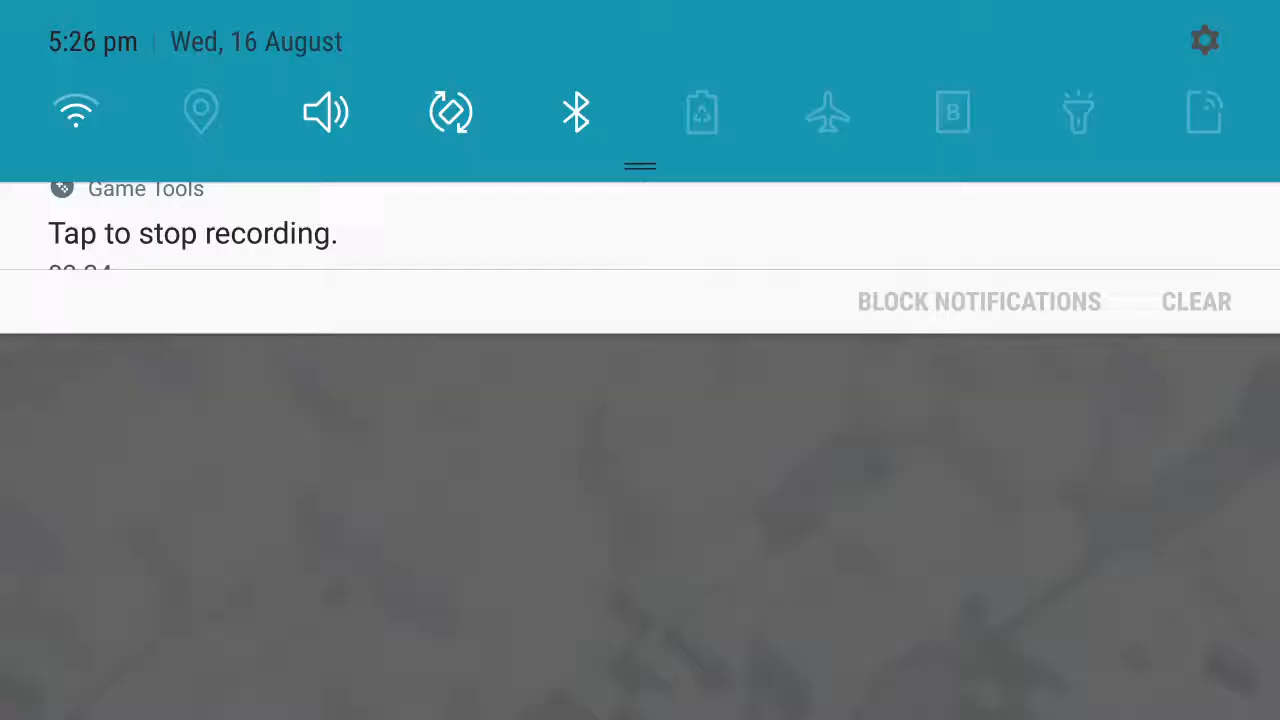 5:26 pm | Wed, 16 August
B
Game Tools
Tap to stop recording.
BLOCK NOTIFICATIONS CLEAR